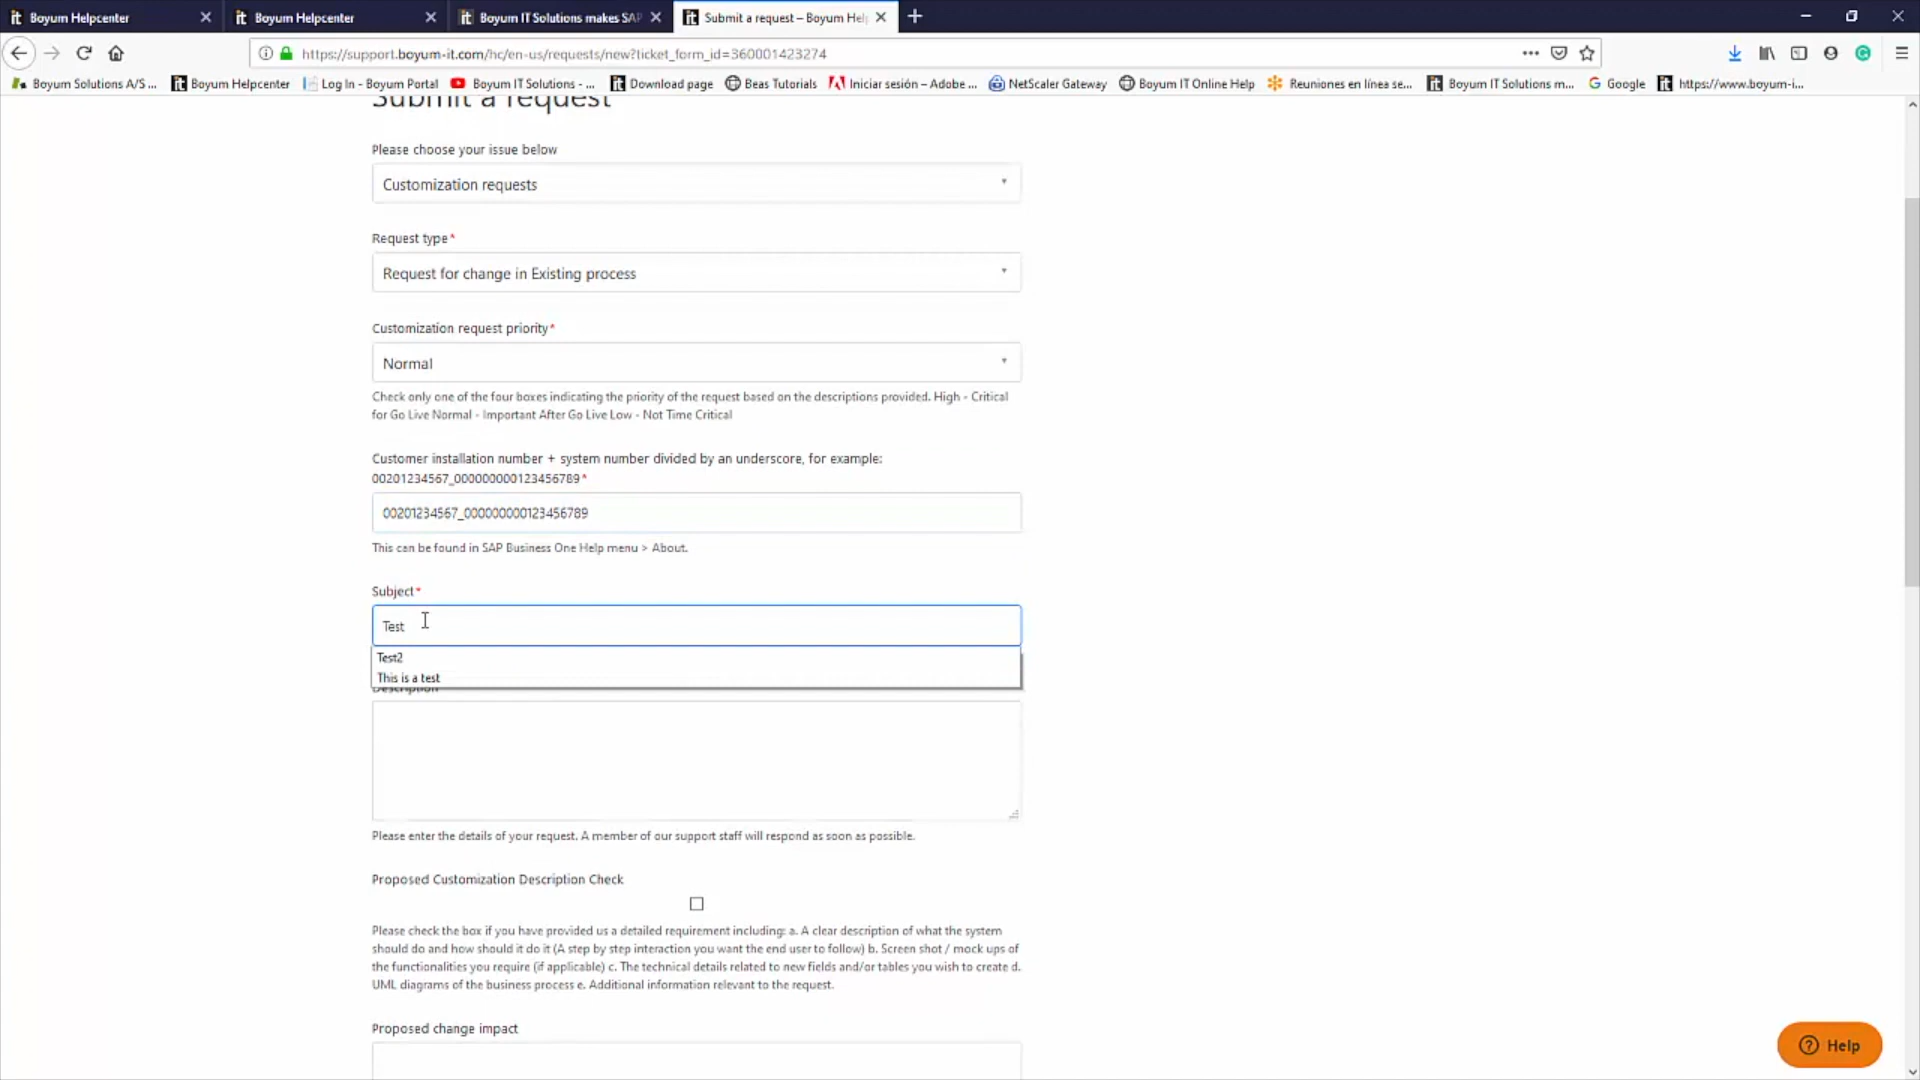 Boyum Helpcenter
Boyum Helpcenter
Boyum IT Solutions makes SAP
Submit a request – Boyum Hel
https://support.boyum-it.com/hc/en-us/requests/new?ticket_form_id=360001423274
Boyum Solutions A/S ...
Boyum Helpcenter
Log In - Boyum Portal
Boyum IT Solutions - ...
Download page
Beas Tutorials
Iniciar sesión – Adobe ...
NetScaler Gateway
Boyum IT Online Help
Reuniones en línea se...
Boyum IT Solutions m...
Google
https://www.boyum-i...
Submit a request
Please choose your issue below
Customization requests
Request type*
Request for change in Existing process
Customization request priority*
Normal
Check only one of the four boxes indicating the priority of the request based on the descriptions provided. High - Critical
for Go Live Normal - Important After Go Live Low - Not Time Critical
Customer installation number + system number divided by an underscore, for example:
00201234567_000000000123456789*
00201234567_000000000123456789
This can be found in SAP Business One Help menu > About.
Subject*
Test
Test2
This is a test
Description
Please enter the details of your request. A member of our support staff will respond as soon as possible.
Proposed Customization Description Check
Please check the box if you have provided us a detailed requirement including: a. A clear description of what the system
should do and how should it do it (A step by step interaction you want the end user to follow) b. Screen shot / mock ups of
the functionalities you require (if applicable) c. The technical details related to new fields and/or tables you wish to create d.
UML diagrams of the business process e. Additional information relevant to the request.
Proposed change impact
Help